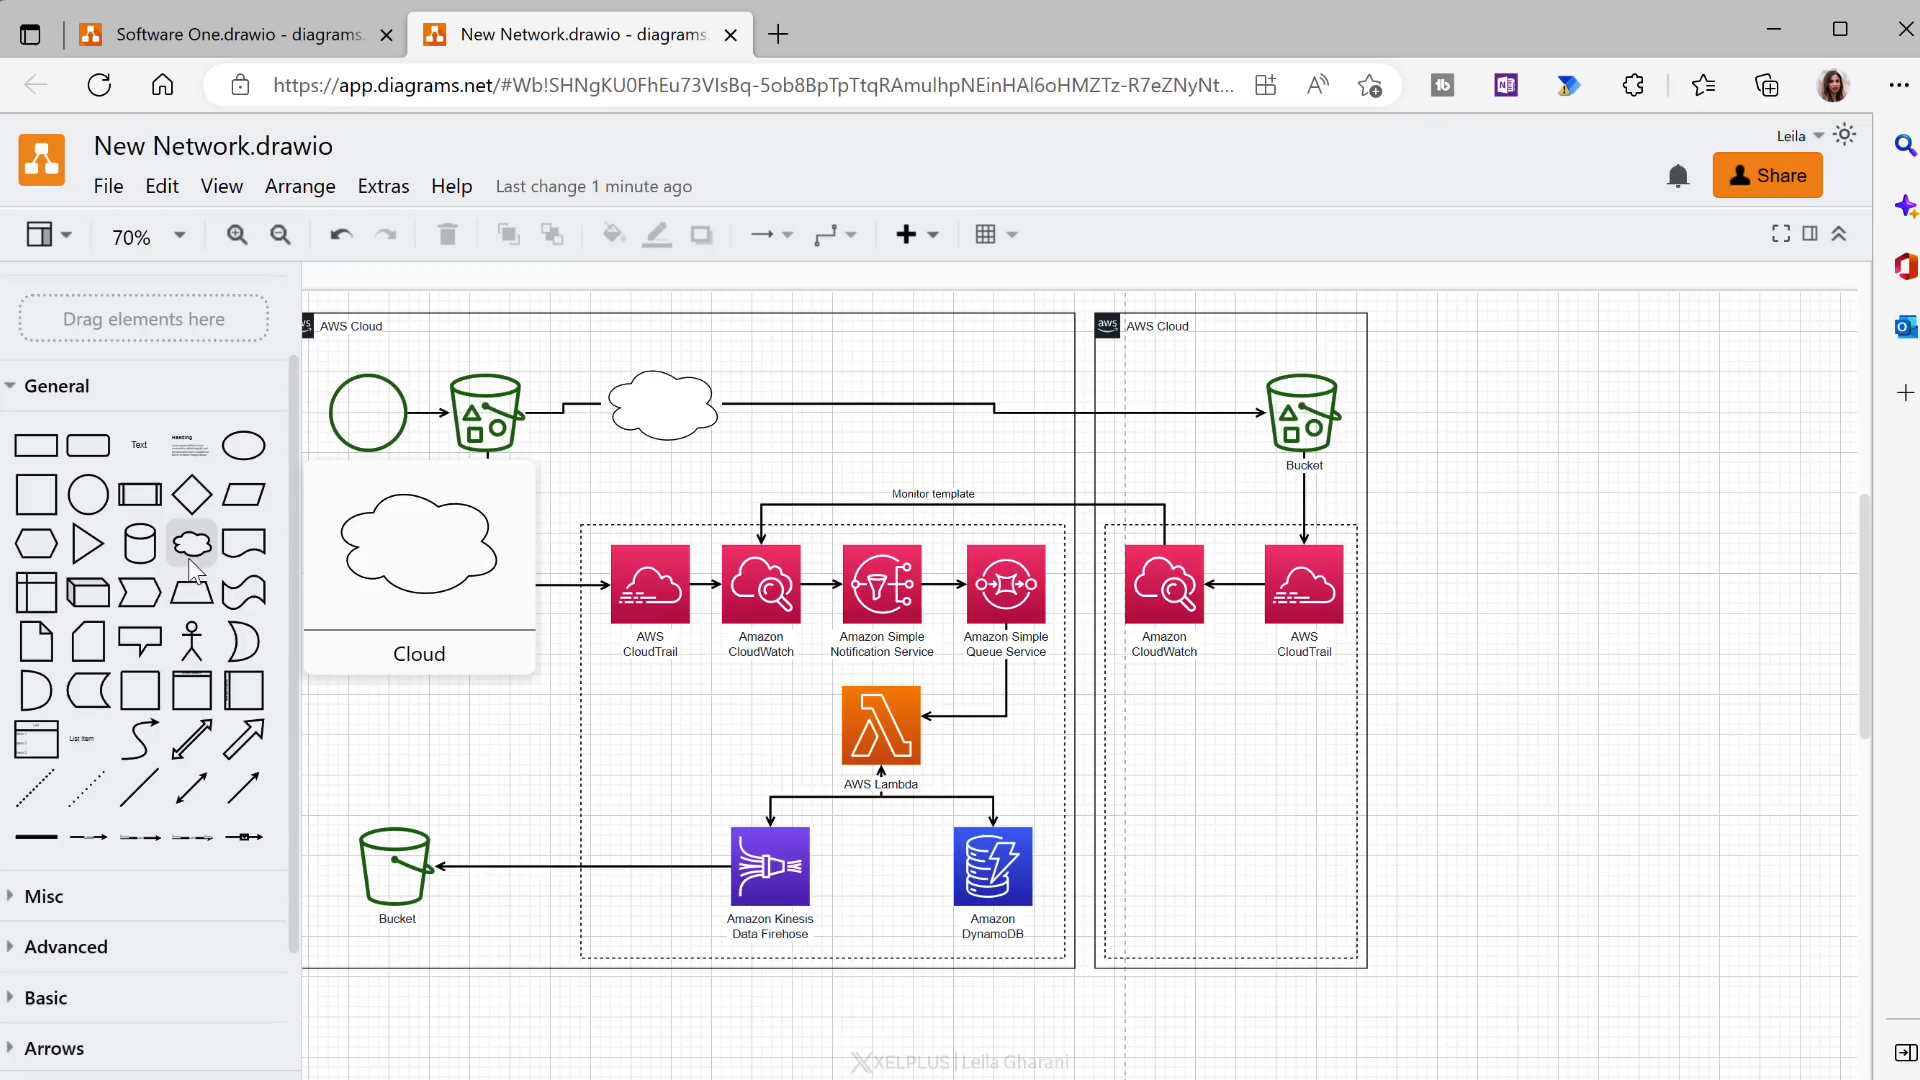 Software One.drawio - diagrams.
New Network.drawio - diagrams.
https://app.diagrams.net/#Wb!SHNgKU0FhEu73VIsBq-5ob8BpTpTtqRAmulhpNEinHAl6oHMZTz-R7eZNyNt...
New Network.drawio
File Edit View Arrange Extras Help Last change 1 minute ago
Leila
Share
70%
Drag elements here
General
Text
Heading
List Item
Cloud
Misc
Advanced
Basic
Arrows
AWS Cloud
aws AWS Cloud
Bucket
Monitor template
AWS
CloudTrail
Amazon
CloudWatch
Amazon Simple
Notification Service
Amazon Simple
Queue Service
Amazon
CloudWatch
AWS
CloudTrail
AWS Lambda
Bucket
Amazon Kinesis
Data Firehose
Amazon
DynamoDB
XELPLUS | Leila Gharani